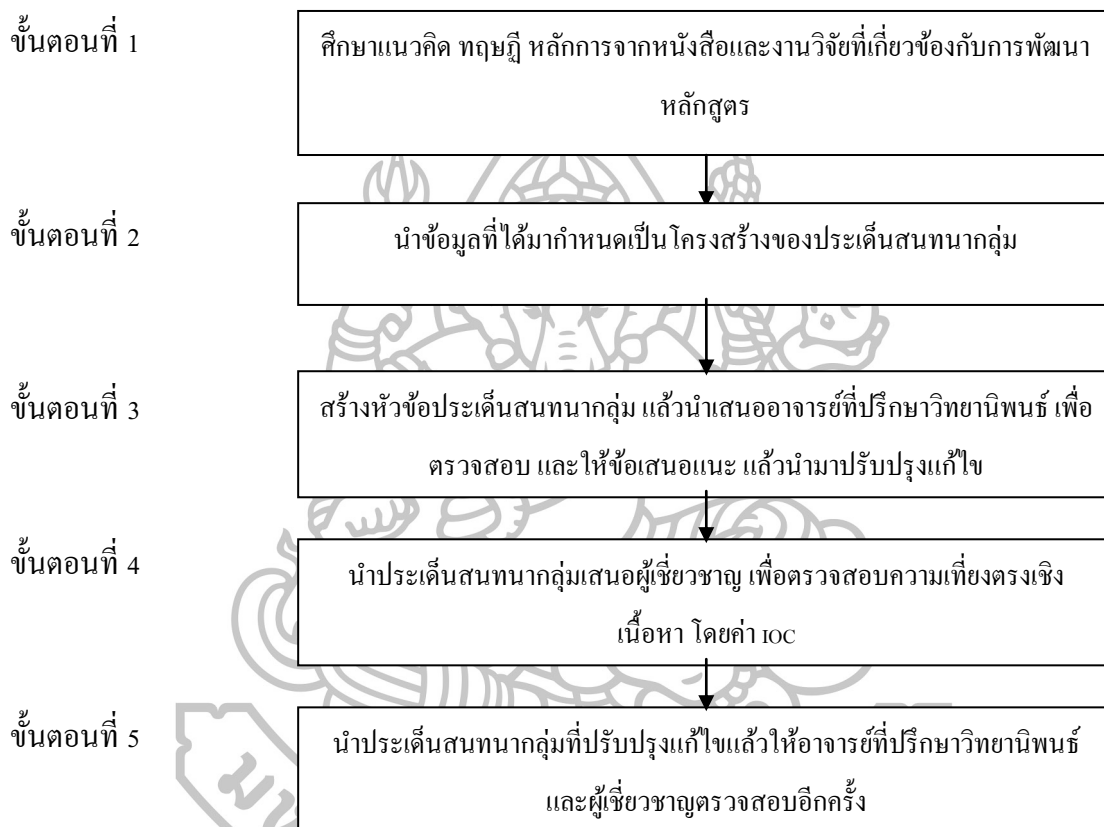 ขั้นตอนที่ 1
ศึกษาแนวคิด ทฤษฎี หลักการจากหนังสือและงานวิจัยที่เกี่ยวข้องกับการพัฒนา
หลักสูตร
ขั้นตอนที่ 2
นำข้อมูลที่ได้มากำหนดเป็นโครงสร้างของประเด็นสนทนากลุ่ม
ขั้นตอนที่ 3
สร้างหัวข้อประเด็นสนทนากลุ่ม แล้วนำเสนออาจารย์ที่ปรึกษาวิทยานิพนธ์ เพื่อ
ตรวจสอบ และให้ข้อเสนอแนะ แล้วนำมาปรับปรุงแก้ไข
ขั้นตอนที่ 4
นำประเด็นสนทนากลุ่มเสนอผู้เชี่ยวชาญ เพื่อตรวจสอบความเที่ยงตรงเชิง
เนื้อหา โดยค่า IOC
ขั้นตอนที่ 5
นำประเด็นสนทนากลุ่มที่ปรับปรุงแก้ไขแล้วให้อาจารย์ที่ปรึกษาวิทยานิพนธ์
และผู้เชี่ยวชาญตรวจสอบอีกครั้ง